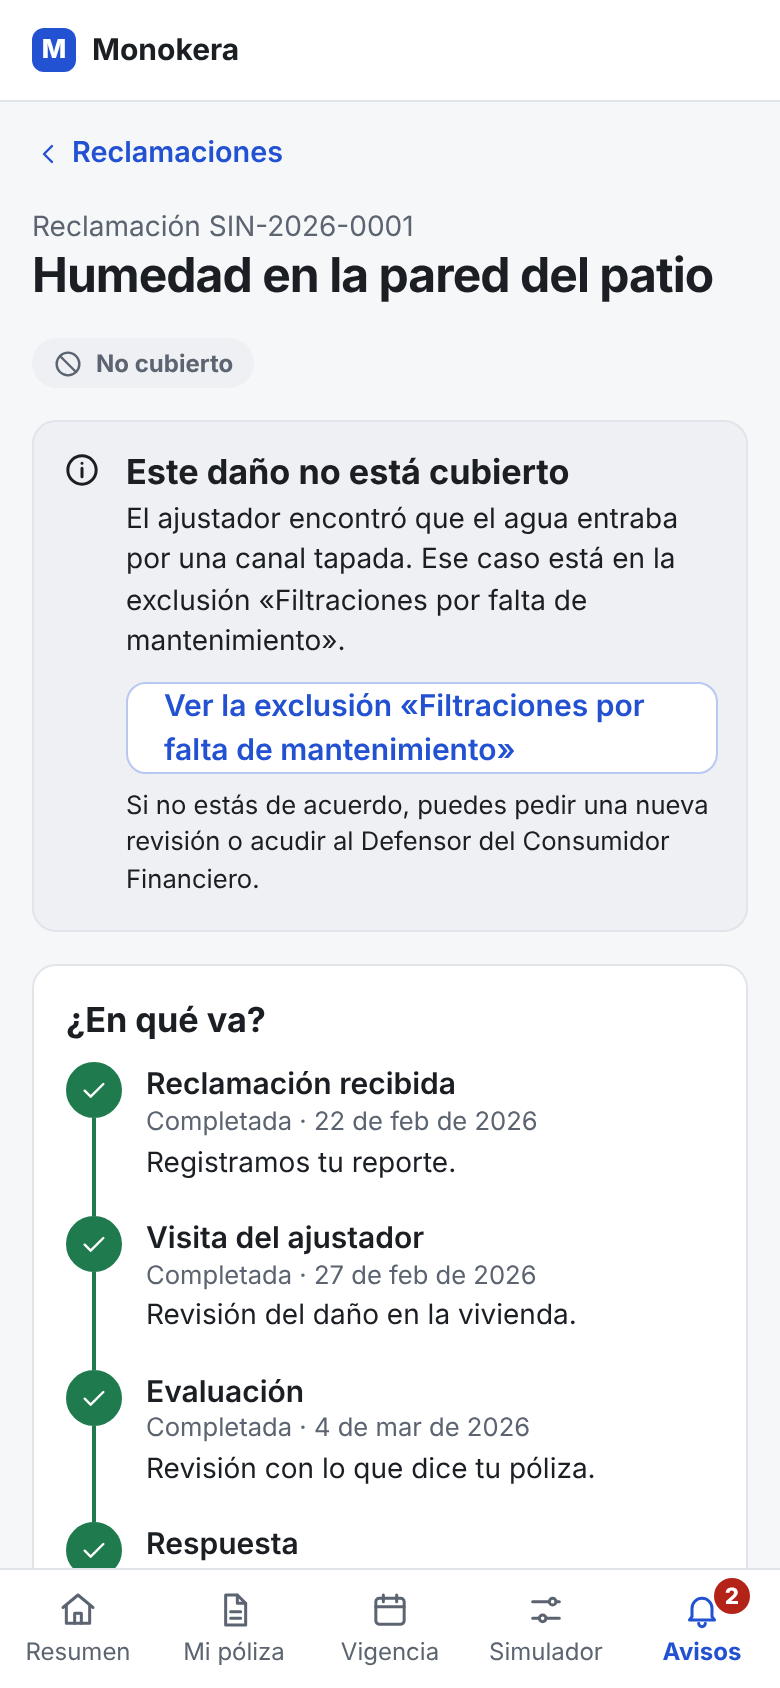 M Monokera
Reclamaciones
Reclamación SIN-2026-0001
Humedad en la pared del patio
No cubierto
Este daño no está cubierto
El ajustador encontró que el agua entraba
por una canal tapada. Ese caso está en la
exclusión «Filtraciones por falta de
mantenimiento».
Ver la exclusión «Filtraciones por
falta de mantenimiento»
Si no estás de acuerdo, puedes pedir una nueva
revisión o acudir al Defensor del Consumidor
Financiero.
¿En qué va?
Reclamación recibida
Completada · 22 de feb de 2026
Registramos tu reporte.
Visita del ajustador
Completada · 27 de feb de 2026
Revisión del daño en la vivienda.
Evaluación
Completada · 4 de mar de 2026
Revisión con lo que dice tu póliza.
Respuesta
2
Resumen Mi póliza Vigencia Simulador Avisos